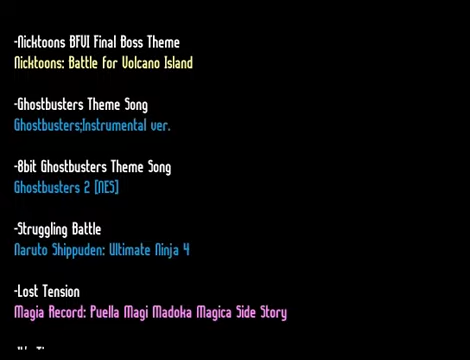 -Nicktoons BFVI Final Boss Theme
Nicktoons: Battle for Volcano Island
-Ghostbusters Theme Song
Ghostbusters;Instrumental ver.
-8bit Ghostbusters Theme Song
Ghostbusters 2 [NES]
-Struggling Battle
Naruto Shippuden: Ultimate Ninja 4
-Lost Tension
Magia Record: Puella Magi Madoka Magica Side Story